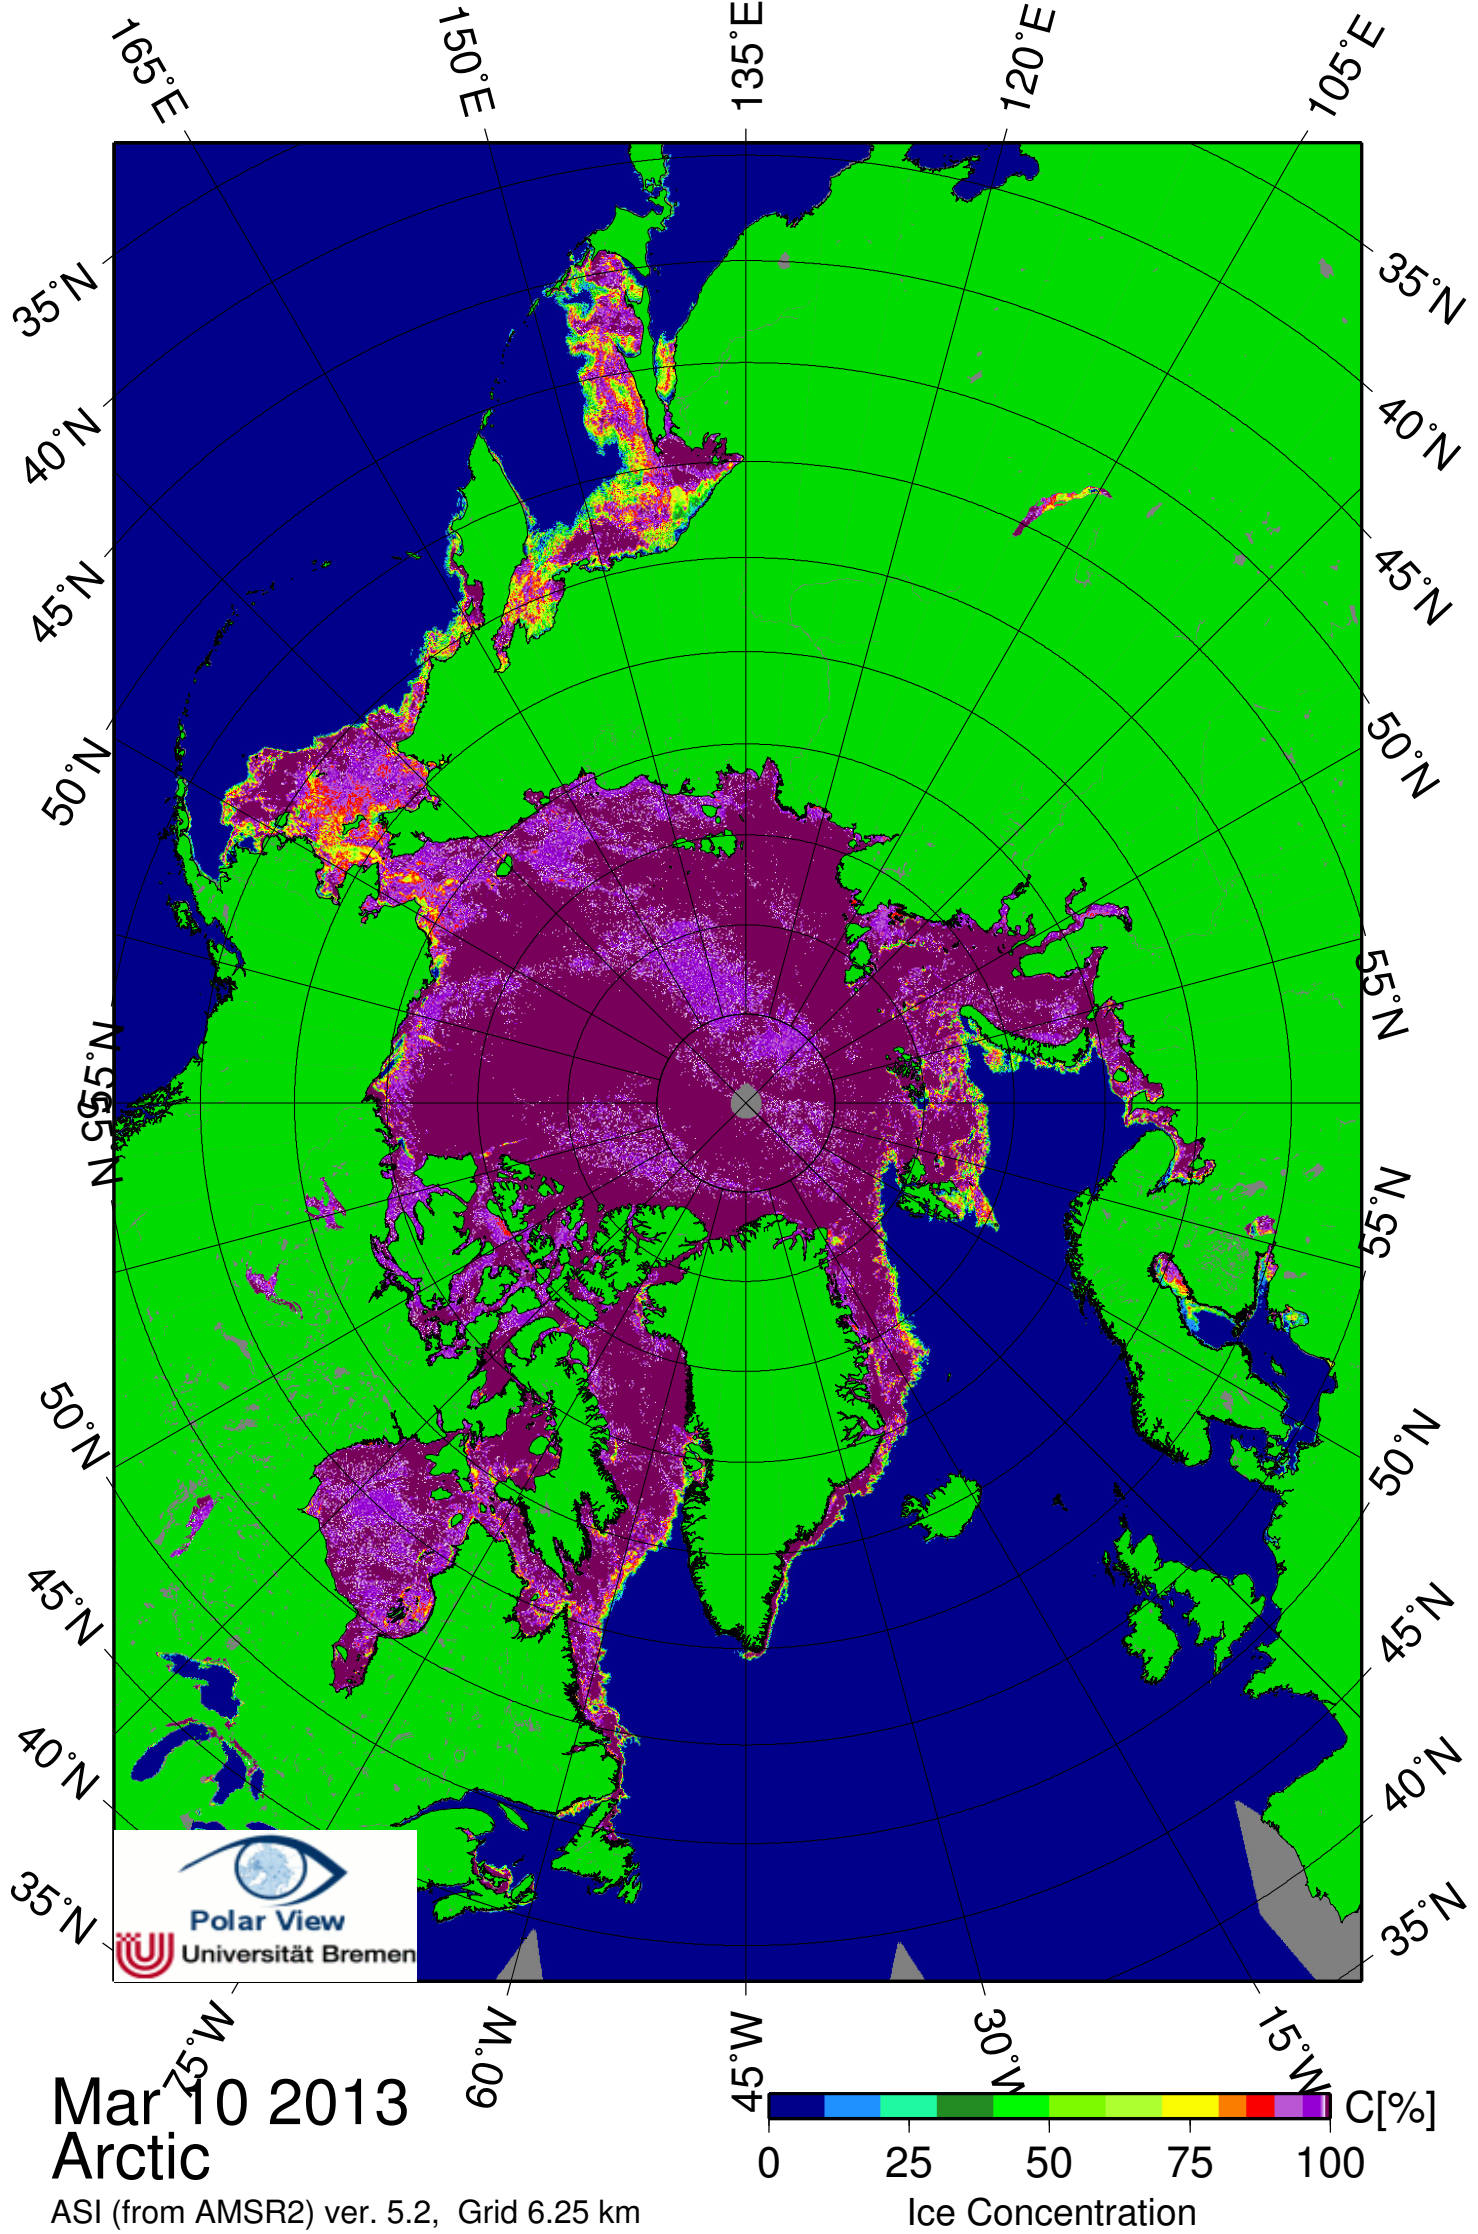 165°E 150°E 135°E 120°E 105°E
35°N 35°N
40°N 40°N
45°N 45°N
50°N 50°N
55°N 55°N
55°N 55°N
50°N 50°N
45°N 45°N
40°N 40°N
35°N 35°N
Polar View
Universität Bremen
75°W 60°W 45°W 30°W 15°W
Mar 10 2013
Arctic
ASI (from AMSR2) ver. 5.2, Grid 6.25 km
C[%]
0 25 50 75 100
Ice Concentration